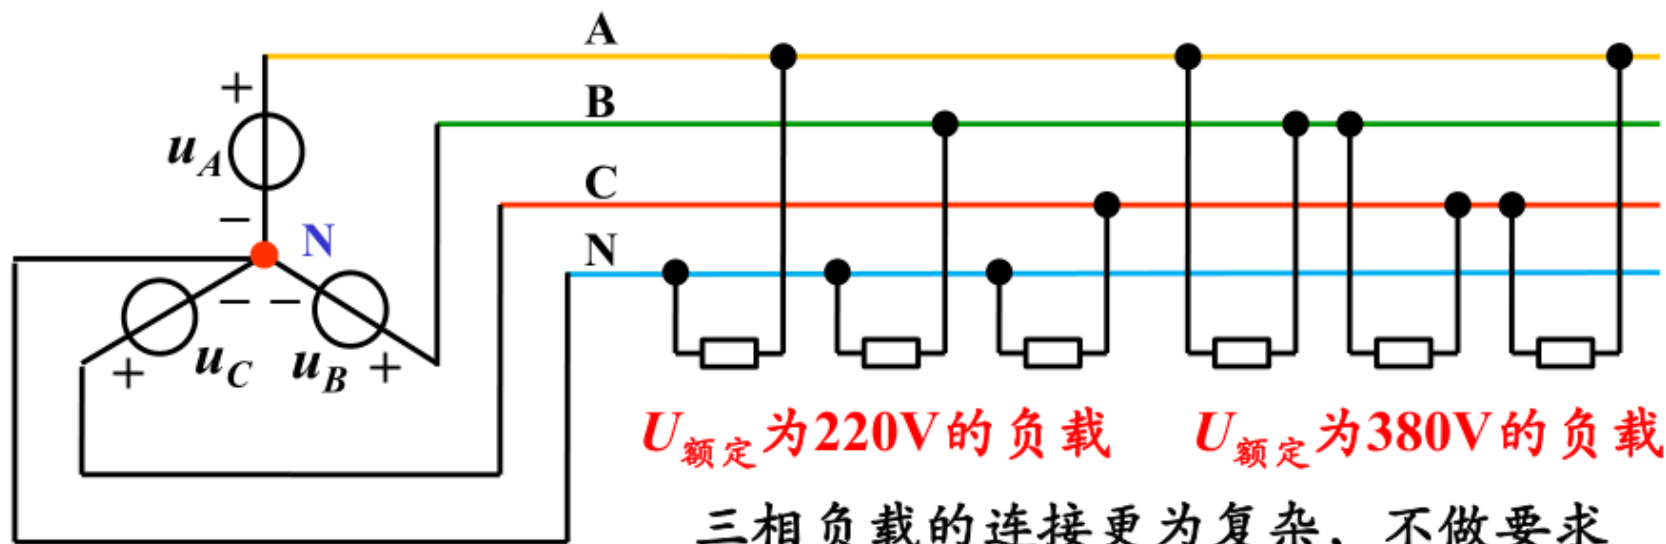 A
+
B
u_A
C
−
N
N
− −
+
u_C
u_B
+
U额定为220V的负载
U额定为380V的负载
三相负载的连接更为复杂，不做要求